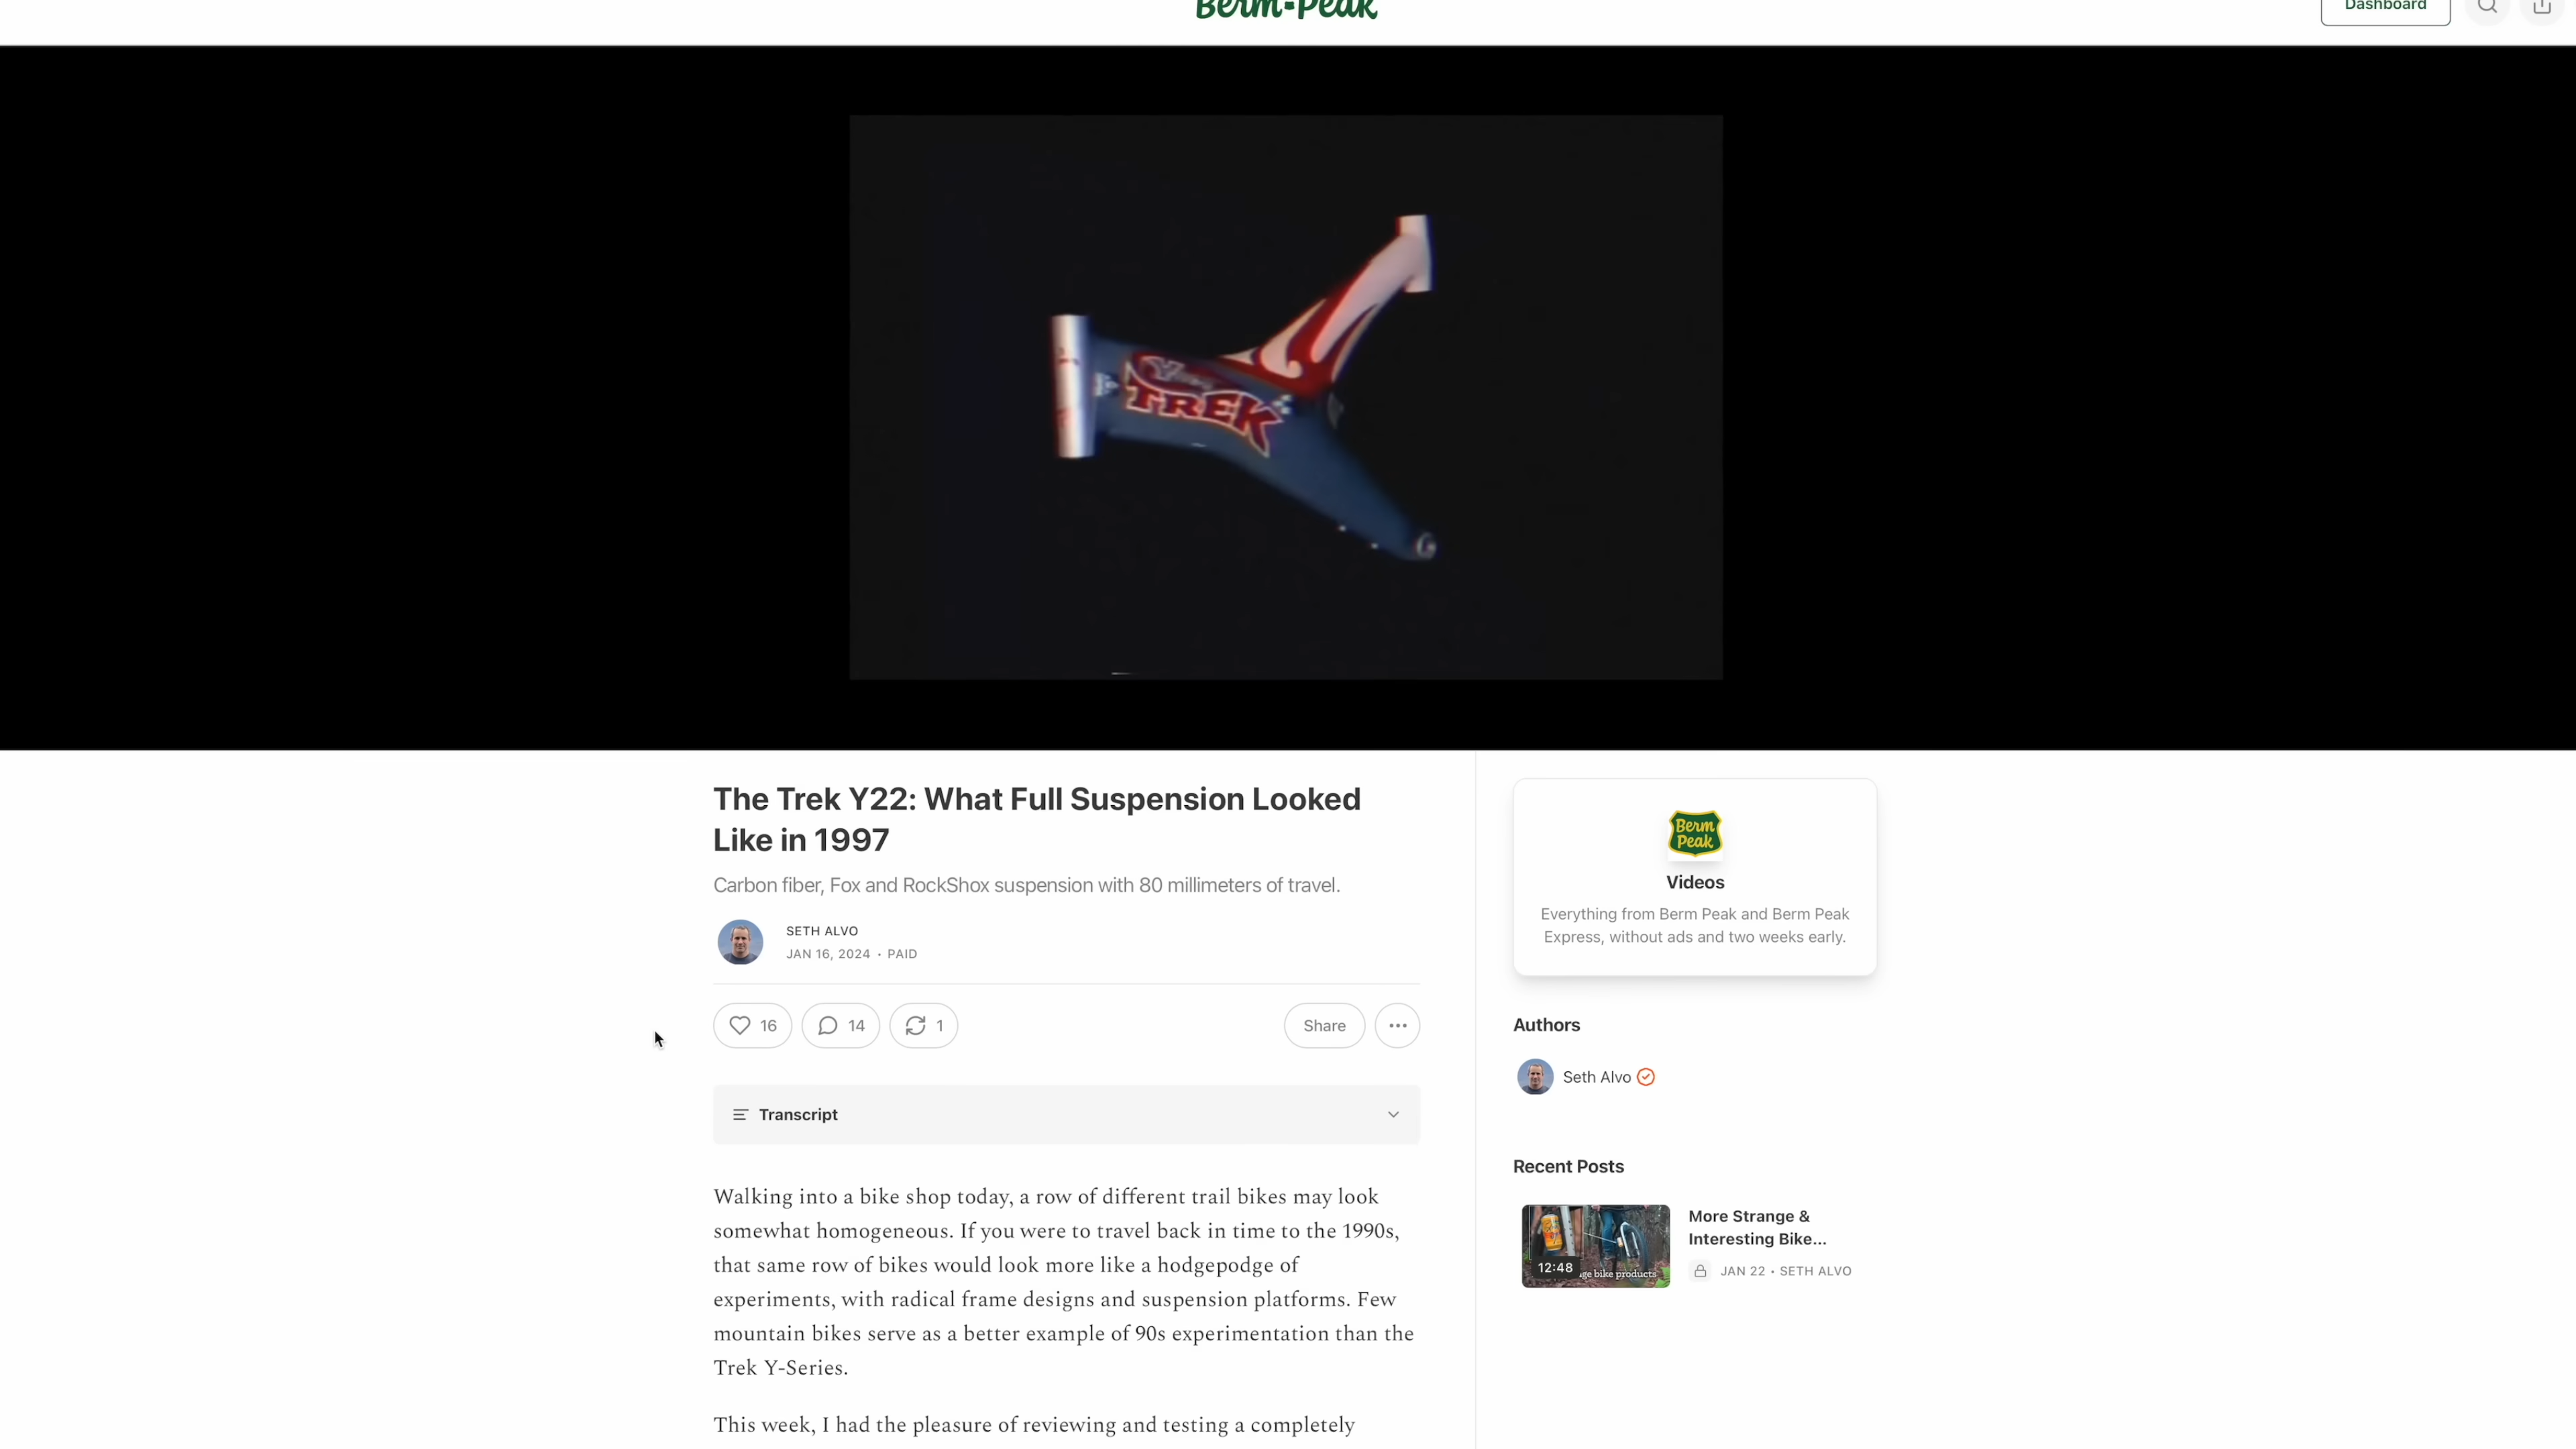 Berm-Peak
Dashboard
TREK
The Trek Y22: What Full Suspension Looked
Like in 1997
Carbon fiber, Fox and RockShox suspension with 80 millimeters of travel.
SETH ALVO
JAN 16, 2024 • PAID
16
14
1
Share
Transcript
Walking into a bike shop today, a row of different trail bikes may look
somewhat homogeneous. If you were to travel back in time to the 1990s,
that same row of bikes would look more like a hodgepodge of
experiments, with radical frame designs and suspension platforms. Few
mountain bikes serve as a better example of 90s experimentation than the
Trek Y-Series.
This week, I had the pleasure of reviewing and testing a completely
Berm
Peak
Videos
Everything from Berm Peak and Berm Peak
Express, without ads and two weeks early.
Authors
Seth Alvo
Recent Posts
12:48
ge bike products
More Strange &
Interesting Bike...
JAN 22 • SETH ALVO